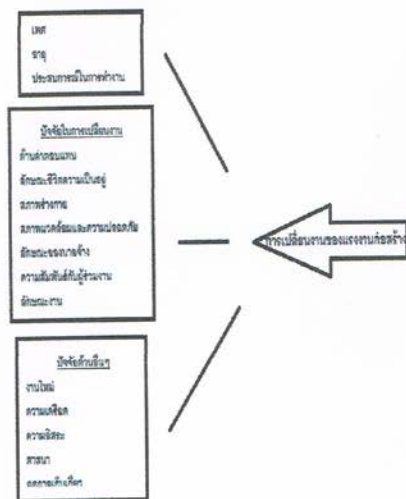 เพศ
อายุ
ประสบการณ์ในการทำงาน
ปัจจัยในการเปลี่ยนงาน
ด้านค่าตอบแทน
ลักษณะชีวิตความเป็นอยู่
สภาพร่างกาย
สภาพแวดล้อมและความปลอดภัย
ลักษณะของนายจ้าง
ความสัมพันธ์กับผู้ร่วมงาน
ลักษณะงาน
การเปลี่ยนงานของแรงงานก่อสร้าง
ปัจจัยด้านอื่นๆ
งานใหม่
ความเครียด
ความอิสระ
ศาสนา